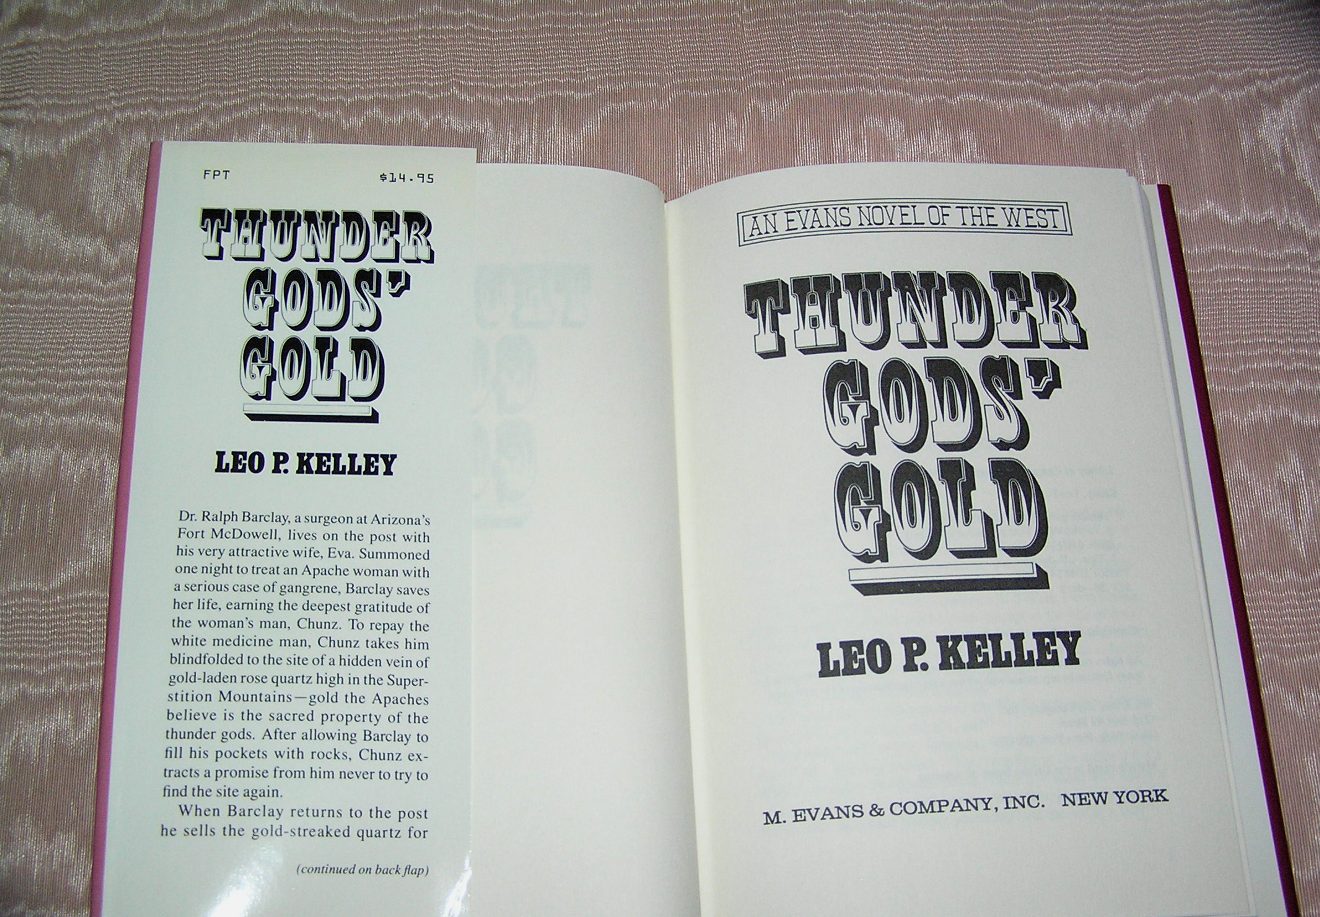 FPT $14.95
THUNDER
GODS'
GOLD
LEO P. KELLEY
Dr. Ralph Barclay, a surgeon at Arizona's
Fort McDowell, lives on the post with
his very attractive wife, Eva. Summoned
one night to treat an Apache woman with
a serious case of gangrene, Barclay saves
her life, earning the deepest gratitude of
the woman's man, Chunz. To repay the
white medicine man, Chunz takes him
blindfolded to the site of a hidden vein of
gold-laden rose quartz high in the Super-
stition Mountains—gold the Apaches
believe is the sacred property of the
thunder gods. After allowing Barclay to
fill his pockets with rocks, Chunz ex-
tracts a promise from him never to try to
find the site again.
When Barclay returns to the post
he sells the gold-streaked quartz for
(continued on back flap)
AN EVANS NOVEL OF THE WEST
THUNDER
GODS'
GOLD
LEO P. KELLEY
M. EVANS & COMPANY, INC. NEW YORK